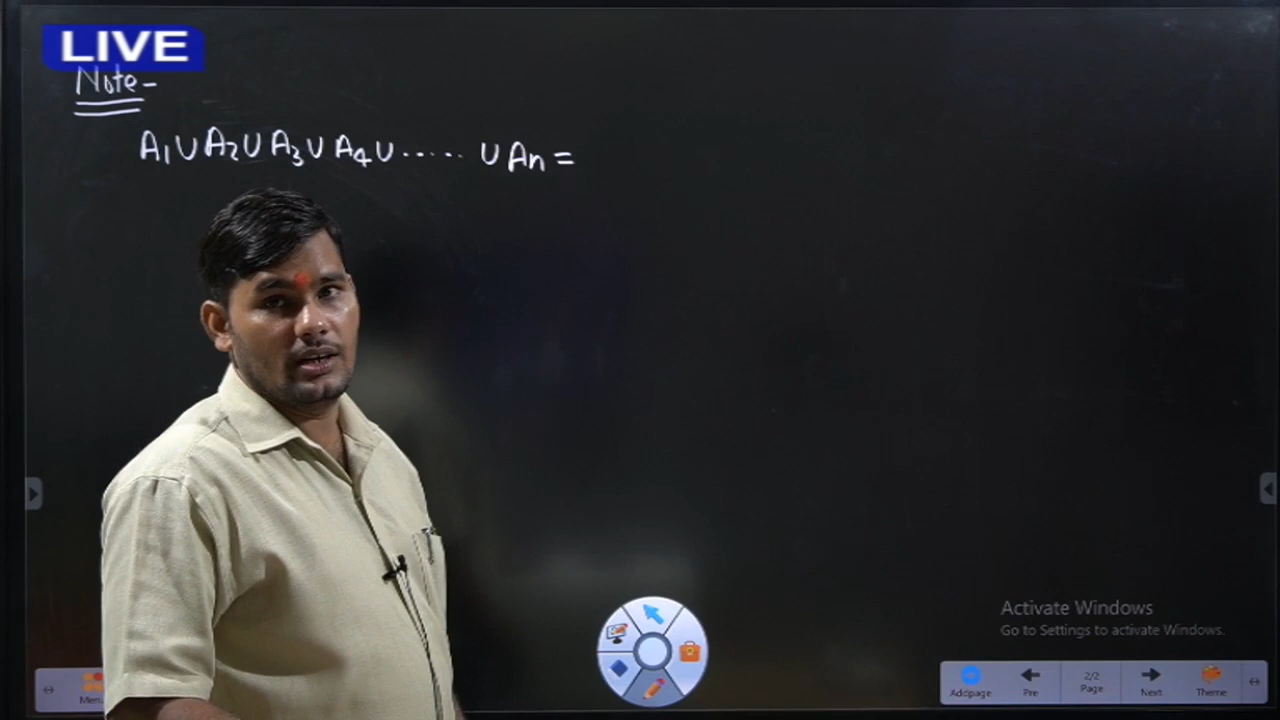 LIVE
Note-
A₁∪A₂∪A₃∪A₄∪..... ∪An=
Activate Windows
Go to Settings to activate Windows.
Addpage
Pre
2/2
Page
Next
Theme